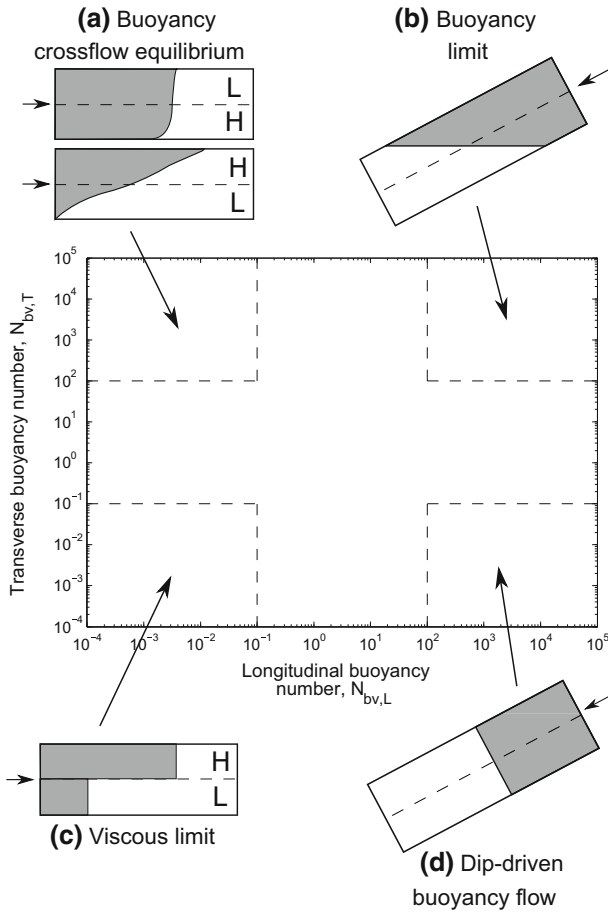 (a) Buoyancy
crossflow equilibrium
L
H
H
L
(b) Buoyancy
limit
Transverse buoyancy number, N_bv,T
10^5
10^4
10^3
10^2
10^1
10^0
10^−1
10^−2
10^−3
10^−4
10^−4 10^−3 10^−2 10^−1 10^0 10^1 10^2 10^3 10^4 10^5
Longitudinal buoyancy
number, N_bv,L
H
L
(c) Viscous limit
(d) Dip-driven
buoyancy flow